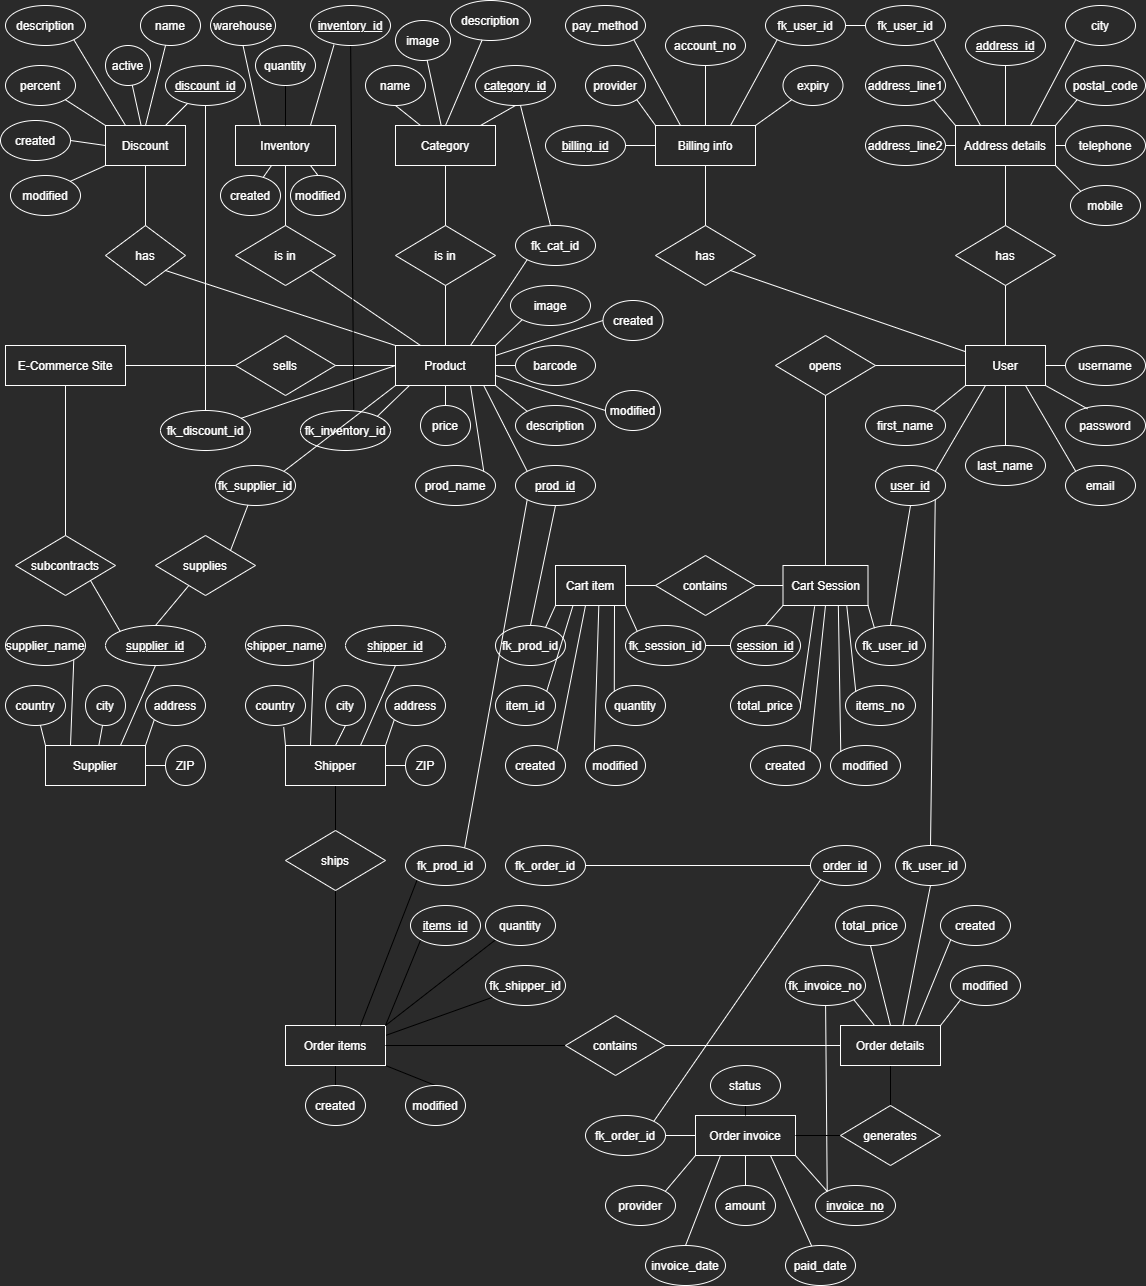 description
name
warehouse
inventory_id
image
description
pay_method
fk_user_id
fk_user_id
city
active
quantity
account_no
address_id
percent
discount_id
name
category_id
provider
expiry
address_line1
postal_code
created
Discount
Inventory
Category
billing_id
Billing info
address_line2
Address details
telephone
modified
created
modified
mobile
has
is in
is in
fk_cat_id
has
has
image
created
E-Commerce Site
sells
Product
barcode
opens
User
username
modified
fk_discount_id
fk_inventory_id
price
description
first_name
password
last_name
fk_supplier_id
prod_name
prod_id
user_id
email
subcontracts
supplies
Cart item
contains
Cart Session
supplier_name
supplier_id
shipper_name
shipper_id
fk_prod_id
fk_session_id
session_id
fk_user_id
country
city
address
country
city
address
item_id
quantity
total_price
items_no
Supplier
ZIP
Shipper
ZIP
created
modified
created
modified
ships
fk_prod_id
fk_order_id
order_id
fk_user_id
items_id
quantity
total_price
created
fk_shipper_id
fk_invoice_no
modified
Order items
contains
Order details
status
created
modified
fk_order_id
Order invoice
generates
provider
amount
invoice_no
invoice_date
paid_date